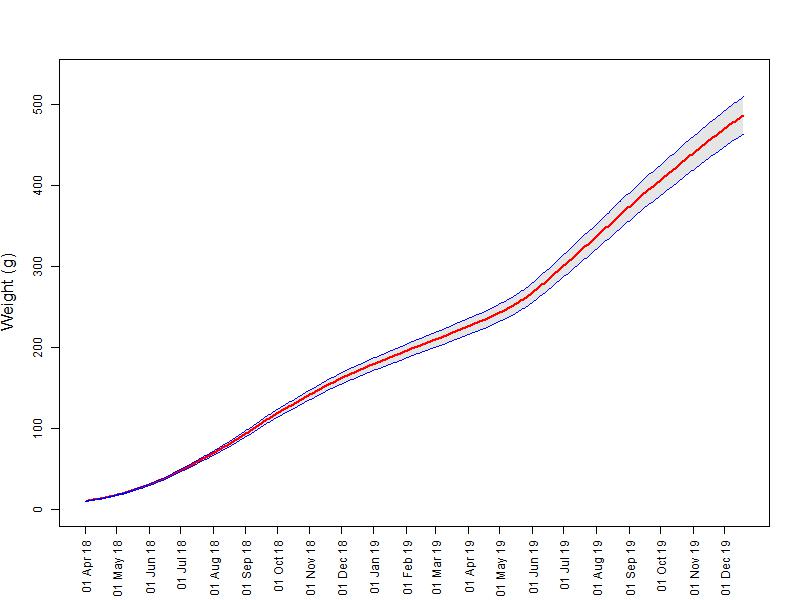 Weight (g)
500
400
300
200
100
0
01 Apr 18
01 May 18
01 Jun 18
01 Jul 18
01 Aug 18
01 Sep 18
01 Oct 18
01 Nov 18
01 Dec 18
01 Jan 19
01 Feb 19
01 Mar 19
01 Apr 19
01 May 19
01 Jun 19
01 Jul 19
01 Aug 19
01 Sep 19
01 Oct 19
01 Nov 19
01 Dec 19